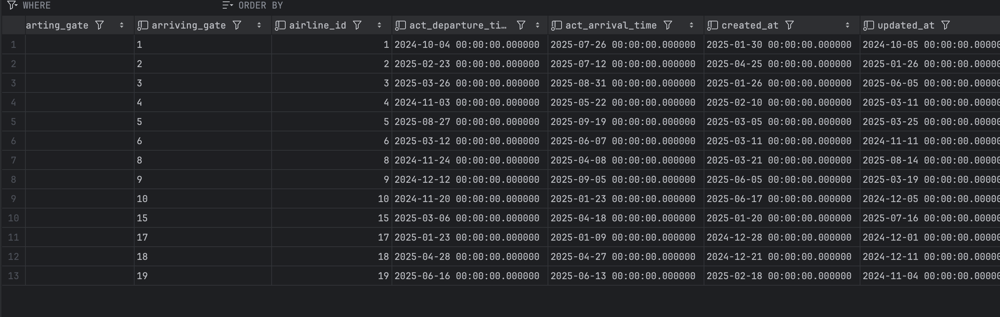 WHERE ORDER BY
arting_gate arriving_gate airline_id act_departure_ti… act_arrival_time created_at updated_at
1 1 1 2024-10-04 00:00:00.000000 2025-07-26 00:00:00.000000 2025-01-30 00:00:00.000000 2024-10-05 00:00:00.00000
2 2 2 2025-02-23 00:00:00.000000 2025-07-12 00:00:00.000000 2025-04-25 00:00:00.000000 2025-01-26 00:00:00.00000
3 3 3 2025-03-26 00:00:00.000000 2025-08-31 00:00:00.000000 2025-01-26 00:00:00.000000 2025-06-05 00:00:00.00000
4 4 4 2024-11-03 00:00:00.000000 2025-05-22 00:00:00.000000 2025-02-10 00:00:00.000000 2025-03-11 00:00:00.00000
5 5 5 2025-08-27 00:00:00.000000 2025-09-19 00:00:00.000000 2025-03-05 00:00:00.000000 2025-03-25 00:00:00.00000
6 6 6 2025-03-12 00:00:00.000000 2025-06-07 00:00:00.000000 2025-03-11 00:00:00.000000 2024-11-11 00:00:00.00000
7 8 8 2024-11-24 00:00:00.000000 2025-04-08 00:00:00.000000 2025-03-21 00:00:00.000000 2025-08-14 00:00:00.00000
8 9 9 2024-12-12 00:00:00.000000 2025-09-05 00:00:00.000000 2025-06-05 00:00:00.000000 2025-03-19 00:00:00.00000
9 10 10 2024-11-20 00:00:00.000000 2025-01-23 00:00:00.000000 2025-06-17 00:00:00.000000 2024-12-05 00:00:00.00000
10 15 15 2025-03-06 00:00:00.000000 2025-04-18 00:00:00.000000 2025-01-20 00:00:00.000000 2025-07-16 00:00:00.00000
11 17 17 2025-01-23 00:00:00.000000 2025-01-09 00:00:00.000000 2024-12-28 00:00:00.000000 2024-12-01 00:00:00.00000
12 18 18 2025-04-28 00:00:00.000000 2025-04-27 00:00:00.000000 2024-12-21 00:00:00.000000 2024-12-11 00:00:00.00000
13 19 19 2025-06-16 00:00:00.000000 2025-06-13 00:00:00.000000 2025-02-18 00:00:00.000000 2024-11-04 00:00:00.00000